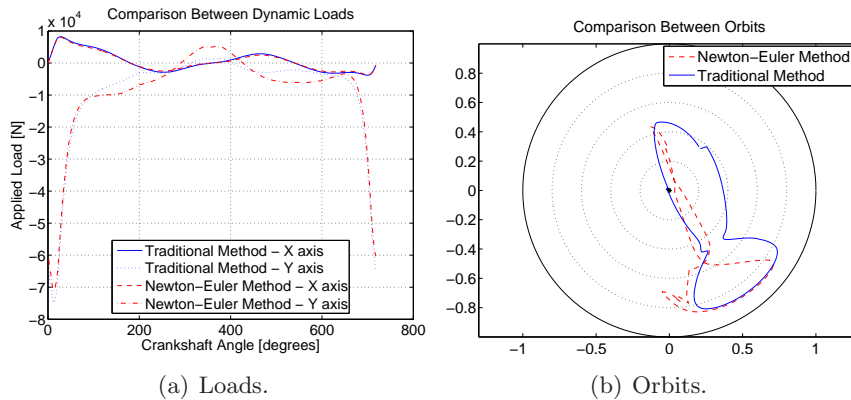 Comparison Between Dynamic Loads
x 10^4
1
0
−1
−2
−3
−4
−5
−6
−7
−8
0
200
400
600
800
Applied Load [N]
Crankshaft Angle [degrees]
Traditional Method − X axis
Traditional Method − Y axis
Newton−Euler Method − X axis
Newton−Euler Method − Y axis
(a) Loads.
Comparison Between Orbits
Newton−Euler Method
Traditional Method
0.8
0.6
0.4
0.2
0
−0.2
−0.4
−0.6
−0.8
−1
−0.5
0
0.5
1
(b) Orbits.